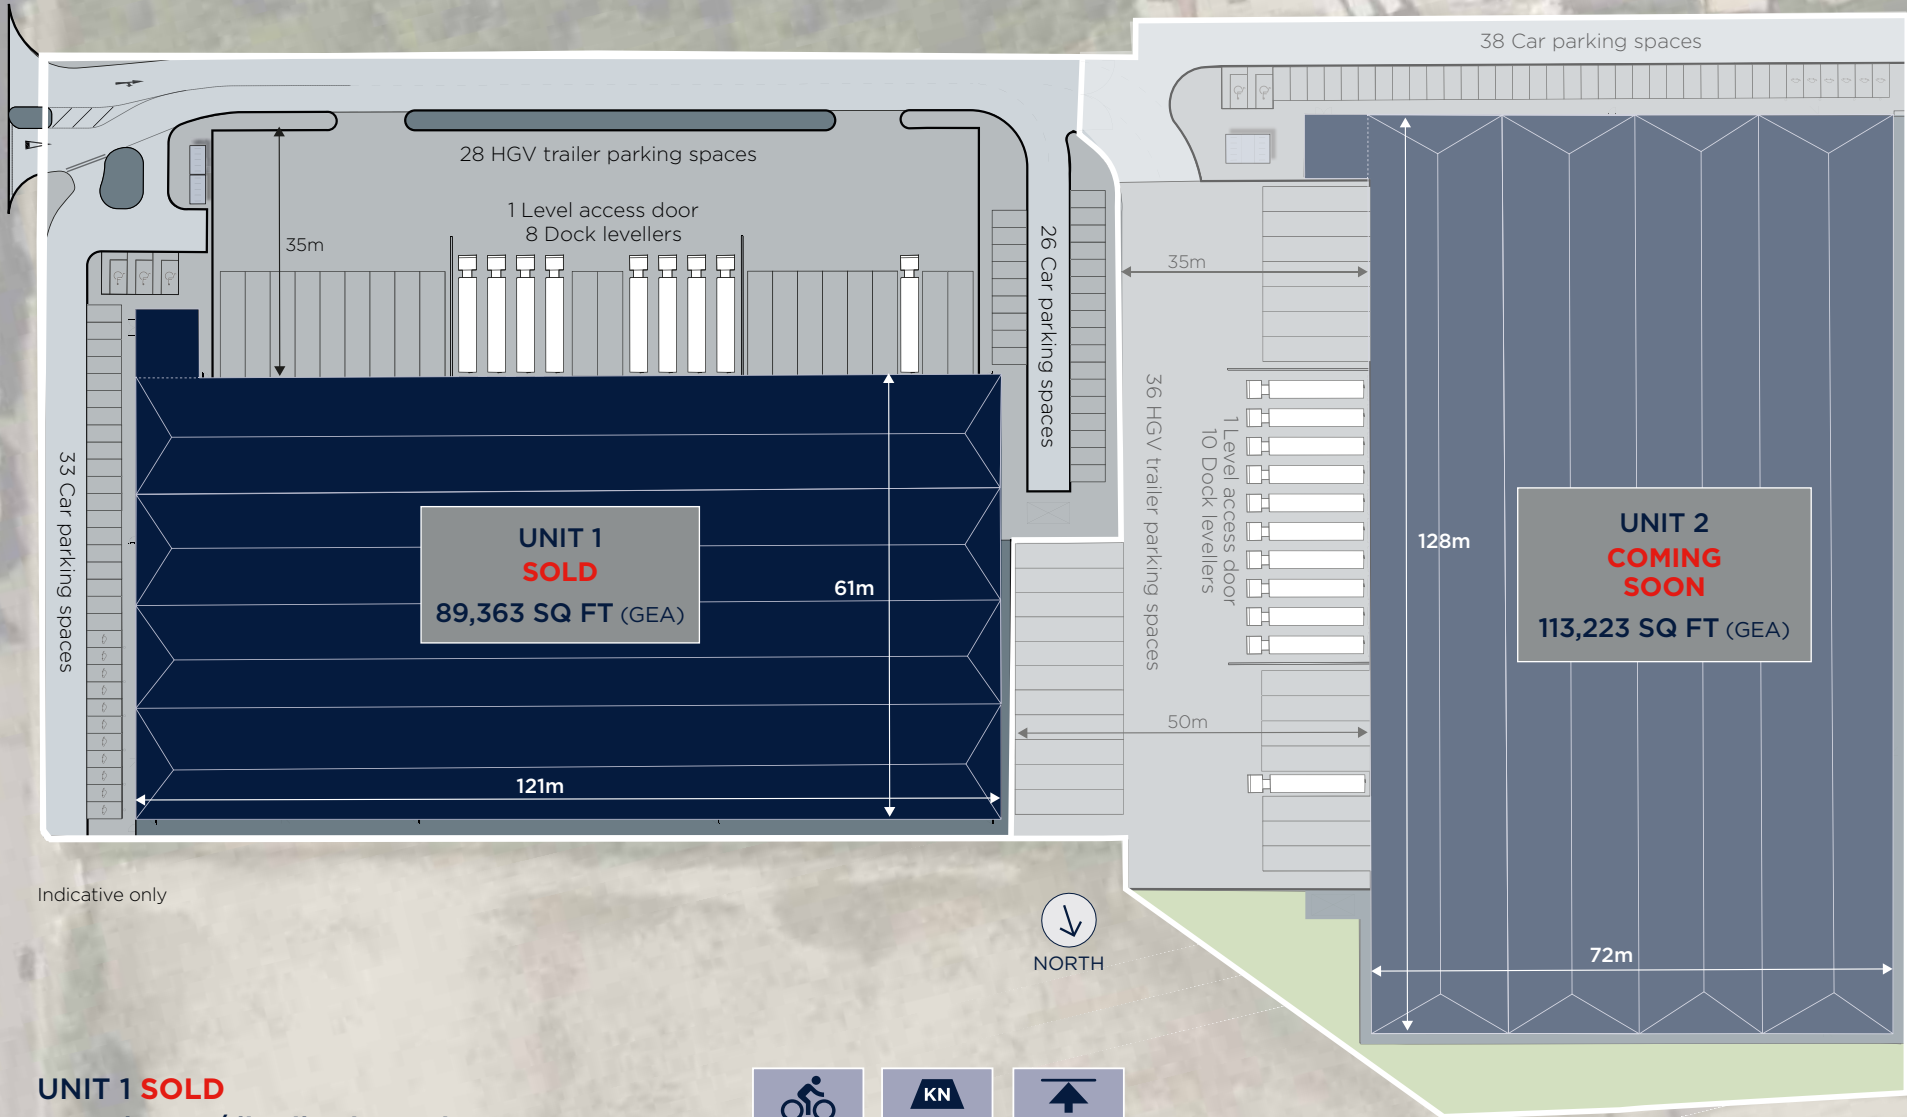 38 Car parking spaces
28 HGV trailer parking spaces
1 Level access door
8 Dock levellers
35m
26 Car parking spaces
33 Car parking spaces
UNIT 1
SOLD
89,363 SQ FT (GEA)
61m
121m
35m
36 HGV trailer parking spaces
1 Level access door
10 Dock levellers
50m
128m
UNIT 2
COMING
SOON
113,223 SQ FT (GEA)
72m
Indicative only
NORTH
UNIT 1 SOLD
KN